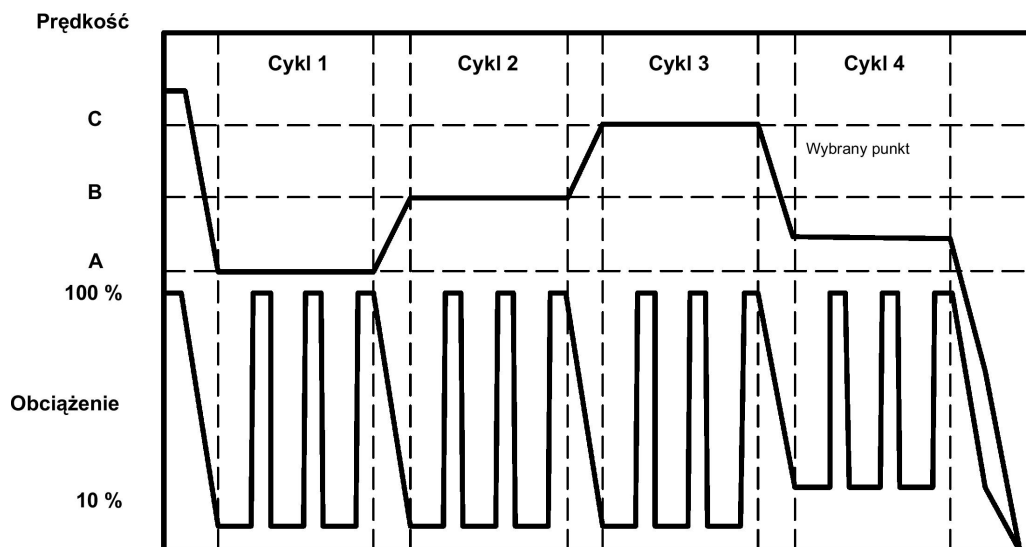 Prędkość
Cykl 1
Cykl 2
Cykl 3
Cykl 4
C
Wybrany punkt
B
A
100 %
Obciążenie
10 %